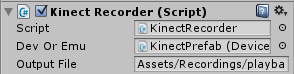 Kinect Recorder (Script)
Script KinectRecorder
Dev Or Emu KinectPrefab (Device
Output File Assets/Recordings/playba